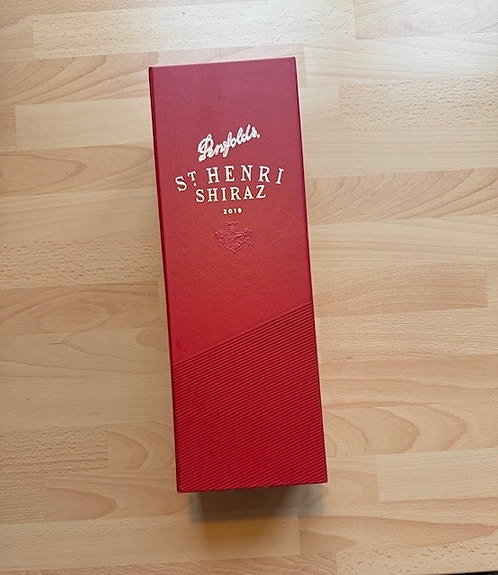 Penfolds.
ST. HENRI
SHIRAZ
2019